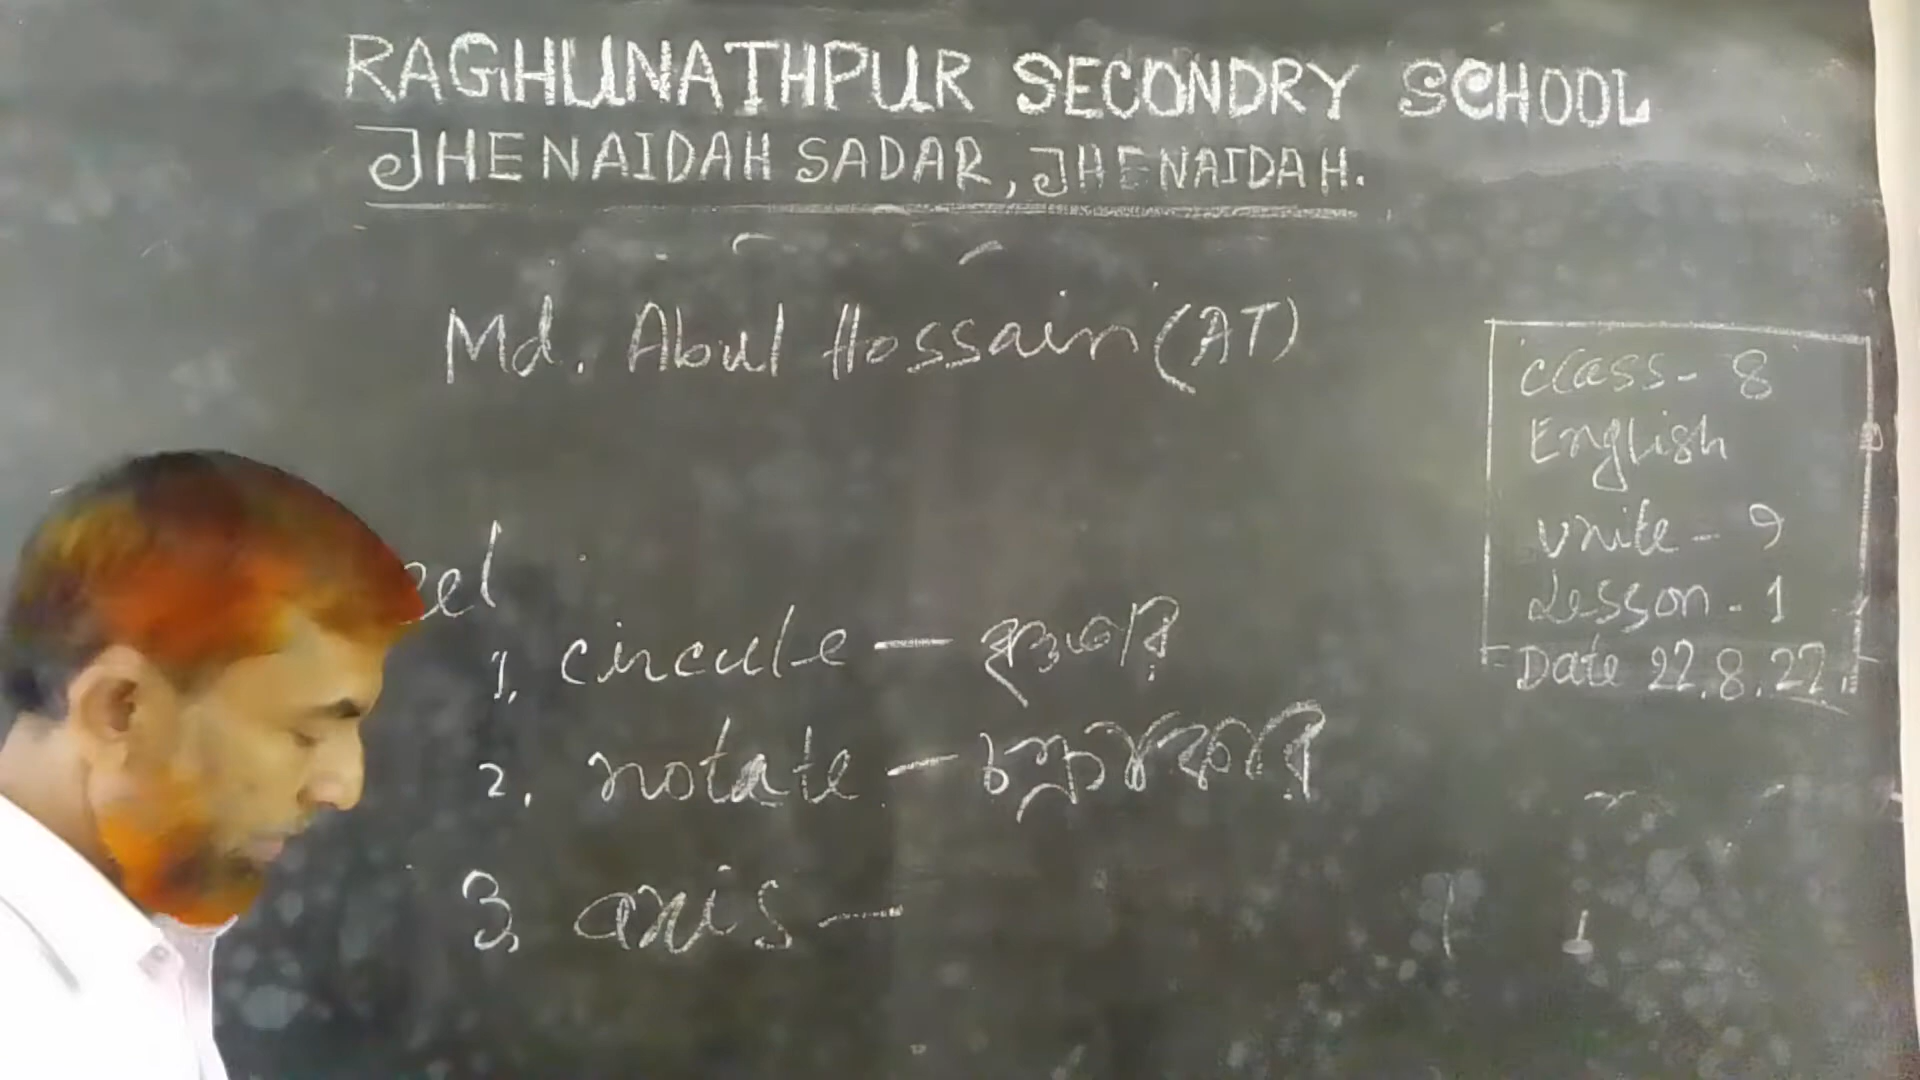 RAGHUNATHPUR SECONDRY SCHOOL
JHENAIDAH SADAR, JHENAIDAH.
Md. Abul Hossain (AT)
Class - 8
English
Unite - 9
Lesson - 1
Date 22.8.22
1. circule —
2. rotate — চক্রাকার
3. axis —